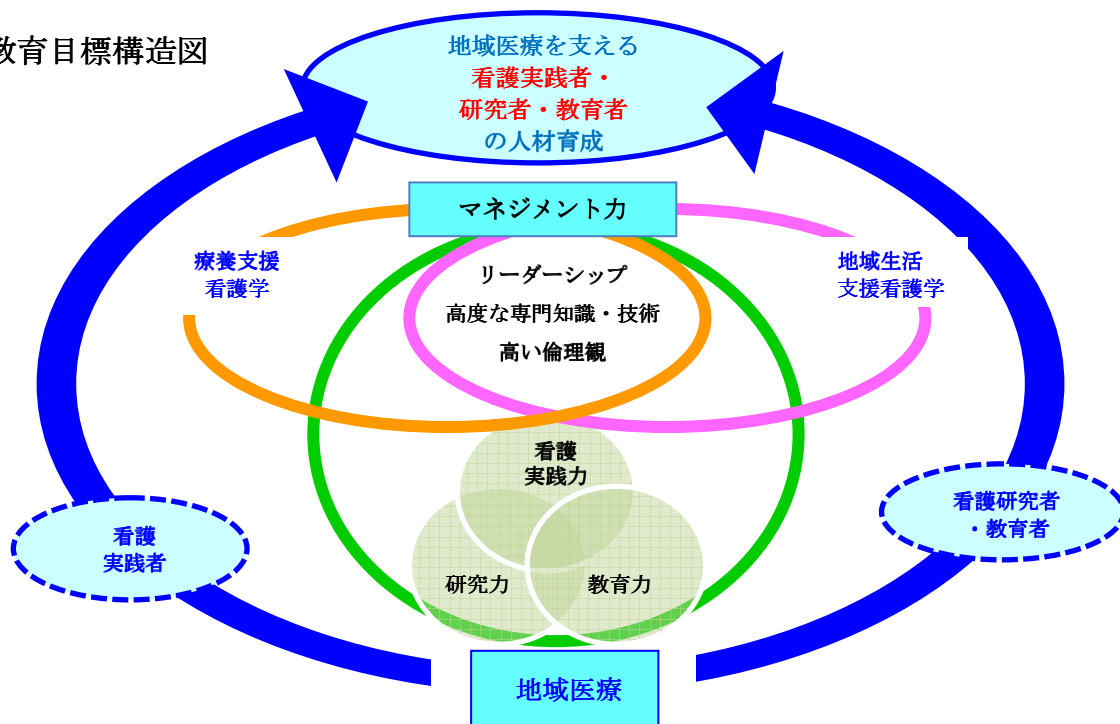 教育目標構造図
地域医療を支える
看護実践者・
研究者・教育者
の人材育成
マネジメント力
療養支援
看護学
地域生活
支援看護学
リーダーシップ
高度な専門知識・技術
高い倫理観
看護
実践力
研究力
教育力
看護
実践者
看護研究者
・教育者
地域医療